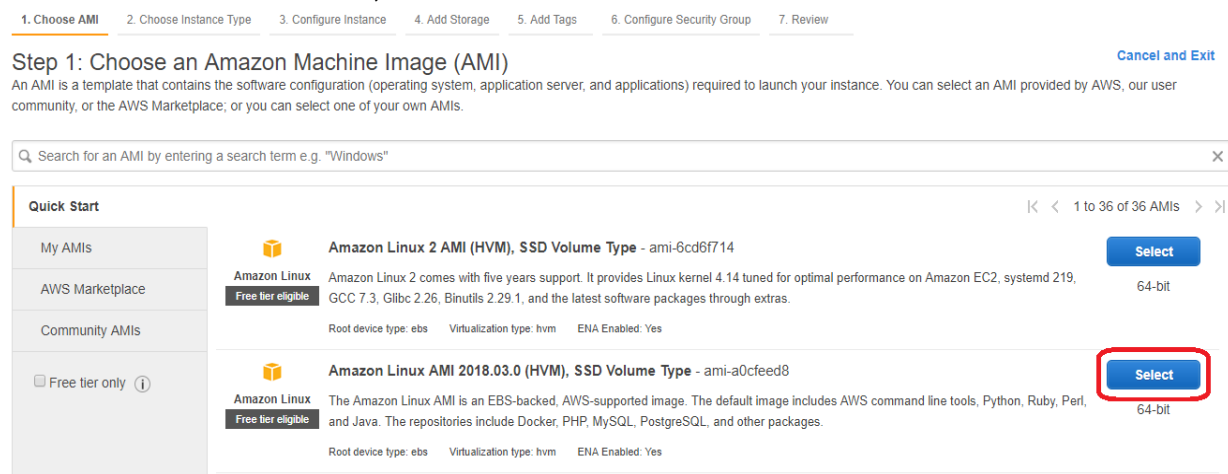 1. Choose AMI 2. Choose Instance Type 3. Configure Instance 4. Add Storage 5. Add Tags 6. Configure Security Group 7. Review
Step 1: Choose an Amazon Machine Image (AMI)
Cancel and Exit
An AMI is a template that contains the software configuration (operating system, application server, and applications) required to launch your instance. You can select an AMI provided by AWS, our user
community, or the AWS Marketplace; or you can select one of your own AMIs.
Search for an AMI by entering a search term e.g. "Windows"
Quick Start
1 to 36 of 36 AMIs
My AMIs
AWS Marketplace
Community AMIs
Free tier only
Amazon Linux
Free tier eligible
Amazon Linux 2 AMI (HVM), SSD Volume Type - ami-6cd6f714
Amazon Linux 2 comes with five years support. It provides Linux kernel 4.14 tuned for optimal performance on Amazon EC2, systemd 219,
GCC 7.3, Glibc 2.26, Binutils 2.29.1, and the latest software packages through extras.
Root device type: ebs Virtualization type: hvm ENA Enabled: Yes
Select
64-bit
Amazon Linux
Free tier eligible
Amazon Linux AMI 2018.03.0 (HVM), SSD Volume Type - ami-a0cfeed8
The Amazon Linux AMI is an EBS-backed, AWS-supported image. The default image includes AWS command line tools, Python, Ruby, Perl,
and Java. The repositories include Docker, PHP, MySQL, PostgreSQL, and other packages.
Root device type: ebs Virtualization type: hvm ENA Enabled: Yes
Select
64-bit